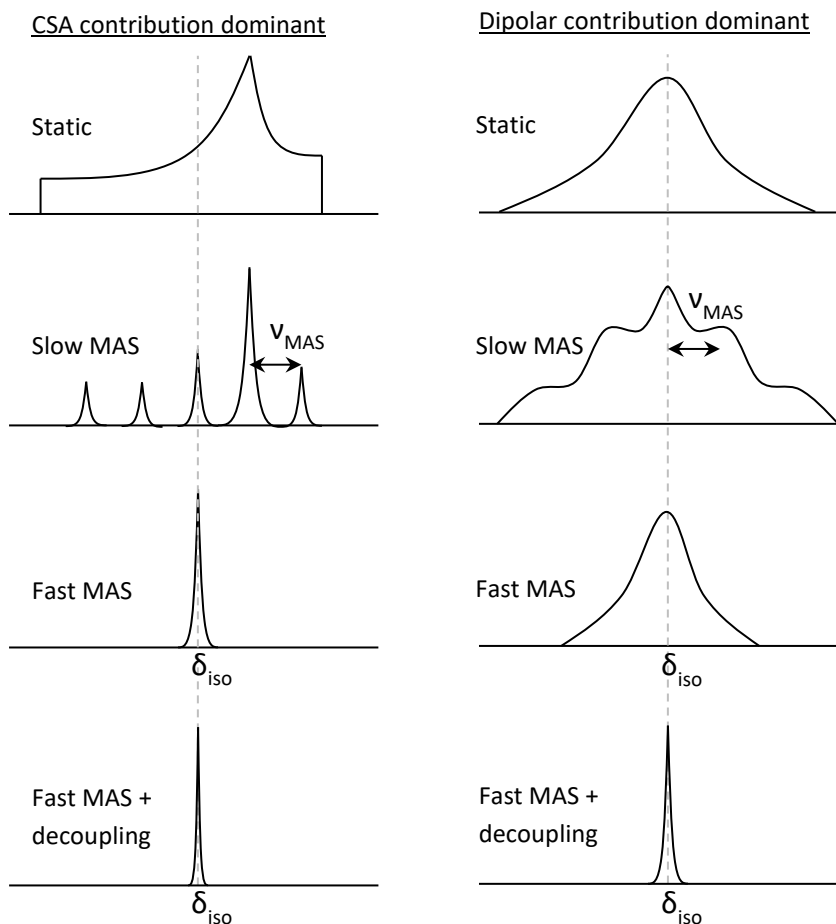 CSA contribution dominant
Static
Slow MAS
νMAS
Fast MAS
δiso
Fast MAS +
decoupling
δiso
Dipolar contribution dominant
Static
Slow MAS
νMAS
Fast MAS
δiso
Fast MAS +
decoupling
δiso